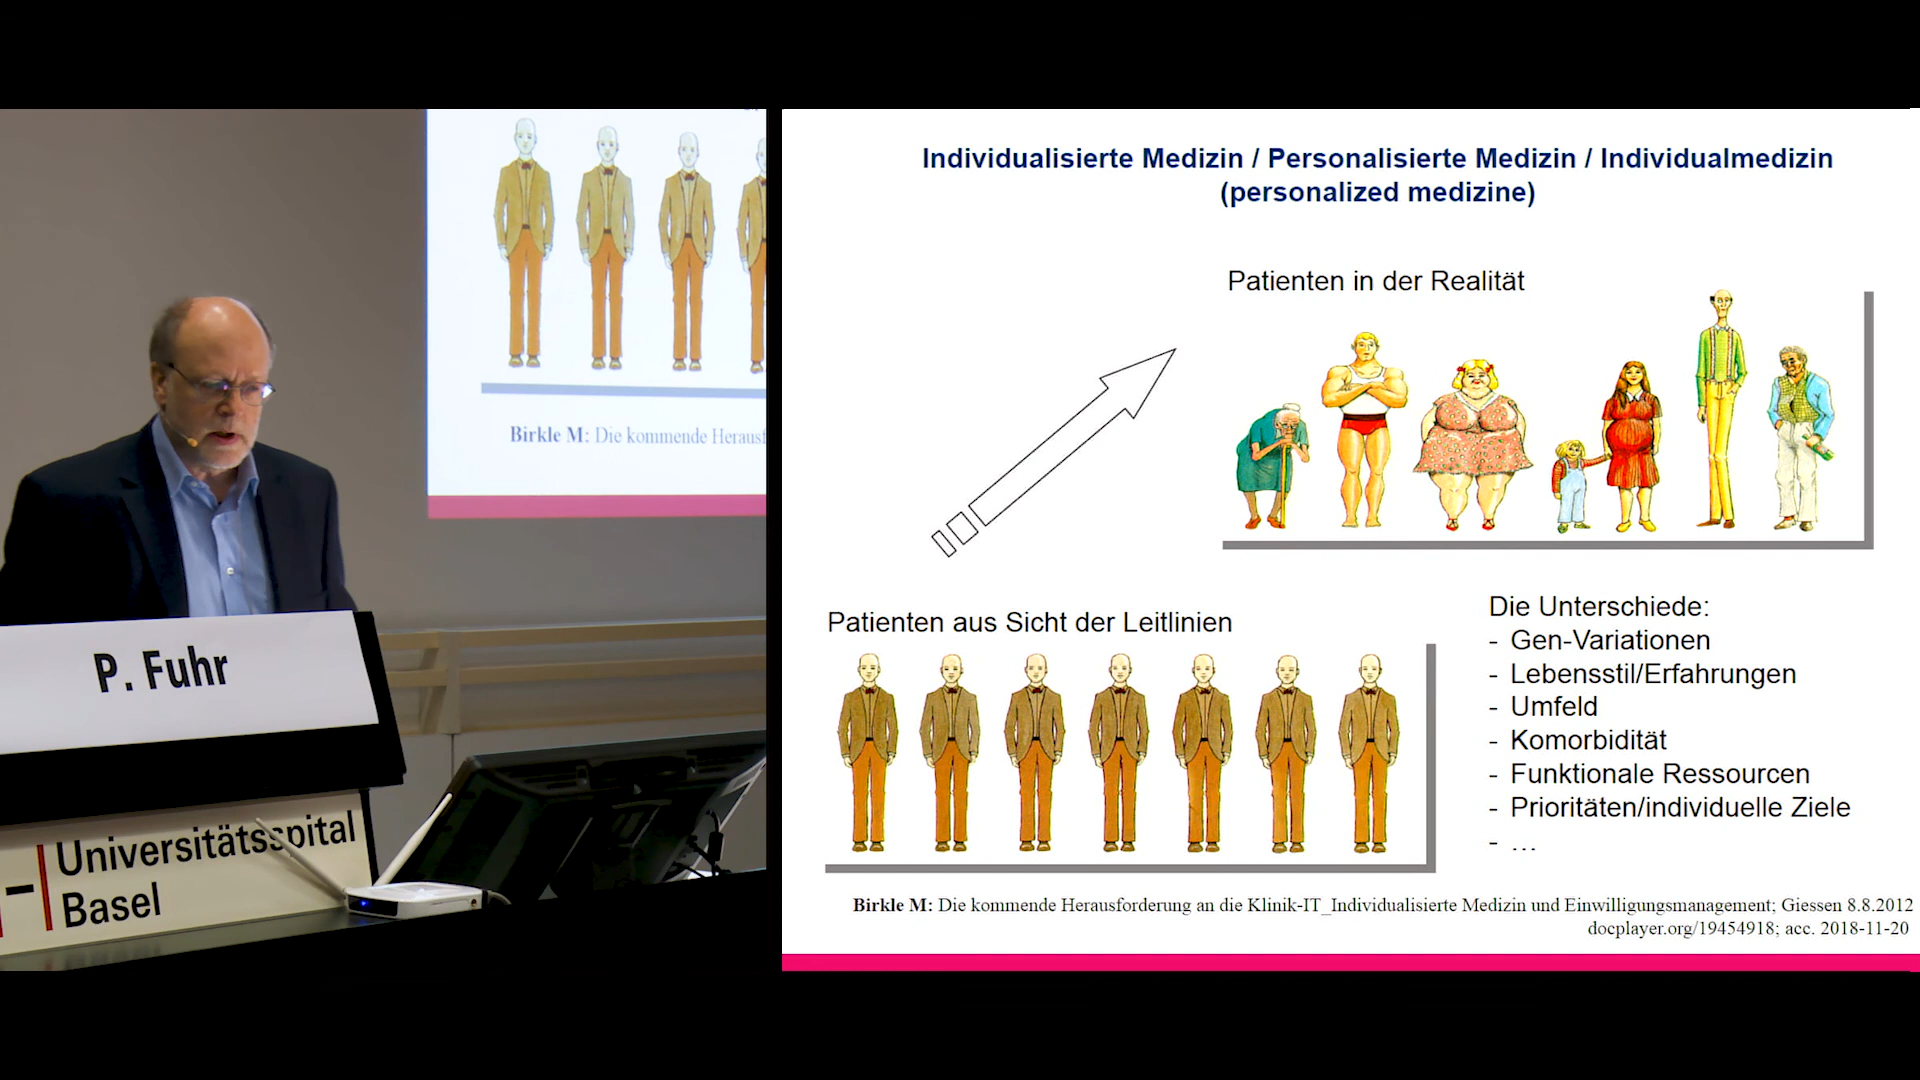 Birkle M: Die kommende Herausf
P. Fuhr
Universitätsspital
Basel
Individualisierte Medizin / Personalisierte Medizin / Individualmedizin
(personalized medizine)
Patienten in der Realität
Patienten aus Sicht der Leitlinien
Die Unterschiede:
- Gen-Variationen
- Lebensstil/Erfahrungen
- Umfeld
- Komorbidität
- Funktionale Ressourcen
- Prioritäten/individuelle Ziele
- ...
Birkle M: Die kommende Herausforderung an die Klinik-IT_Individualisierte Medizin und Einwilligungsmanagement; Giessen 8.8.2012
docplayer.org/19454918; acc. 2018-11-20